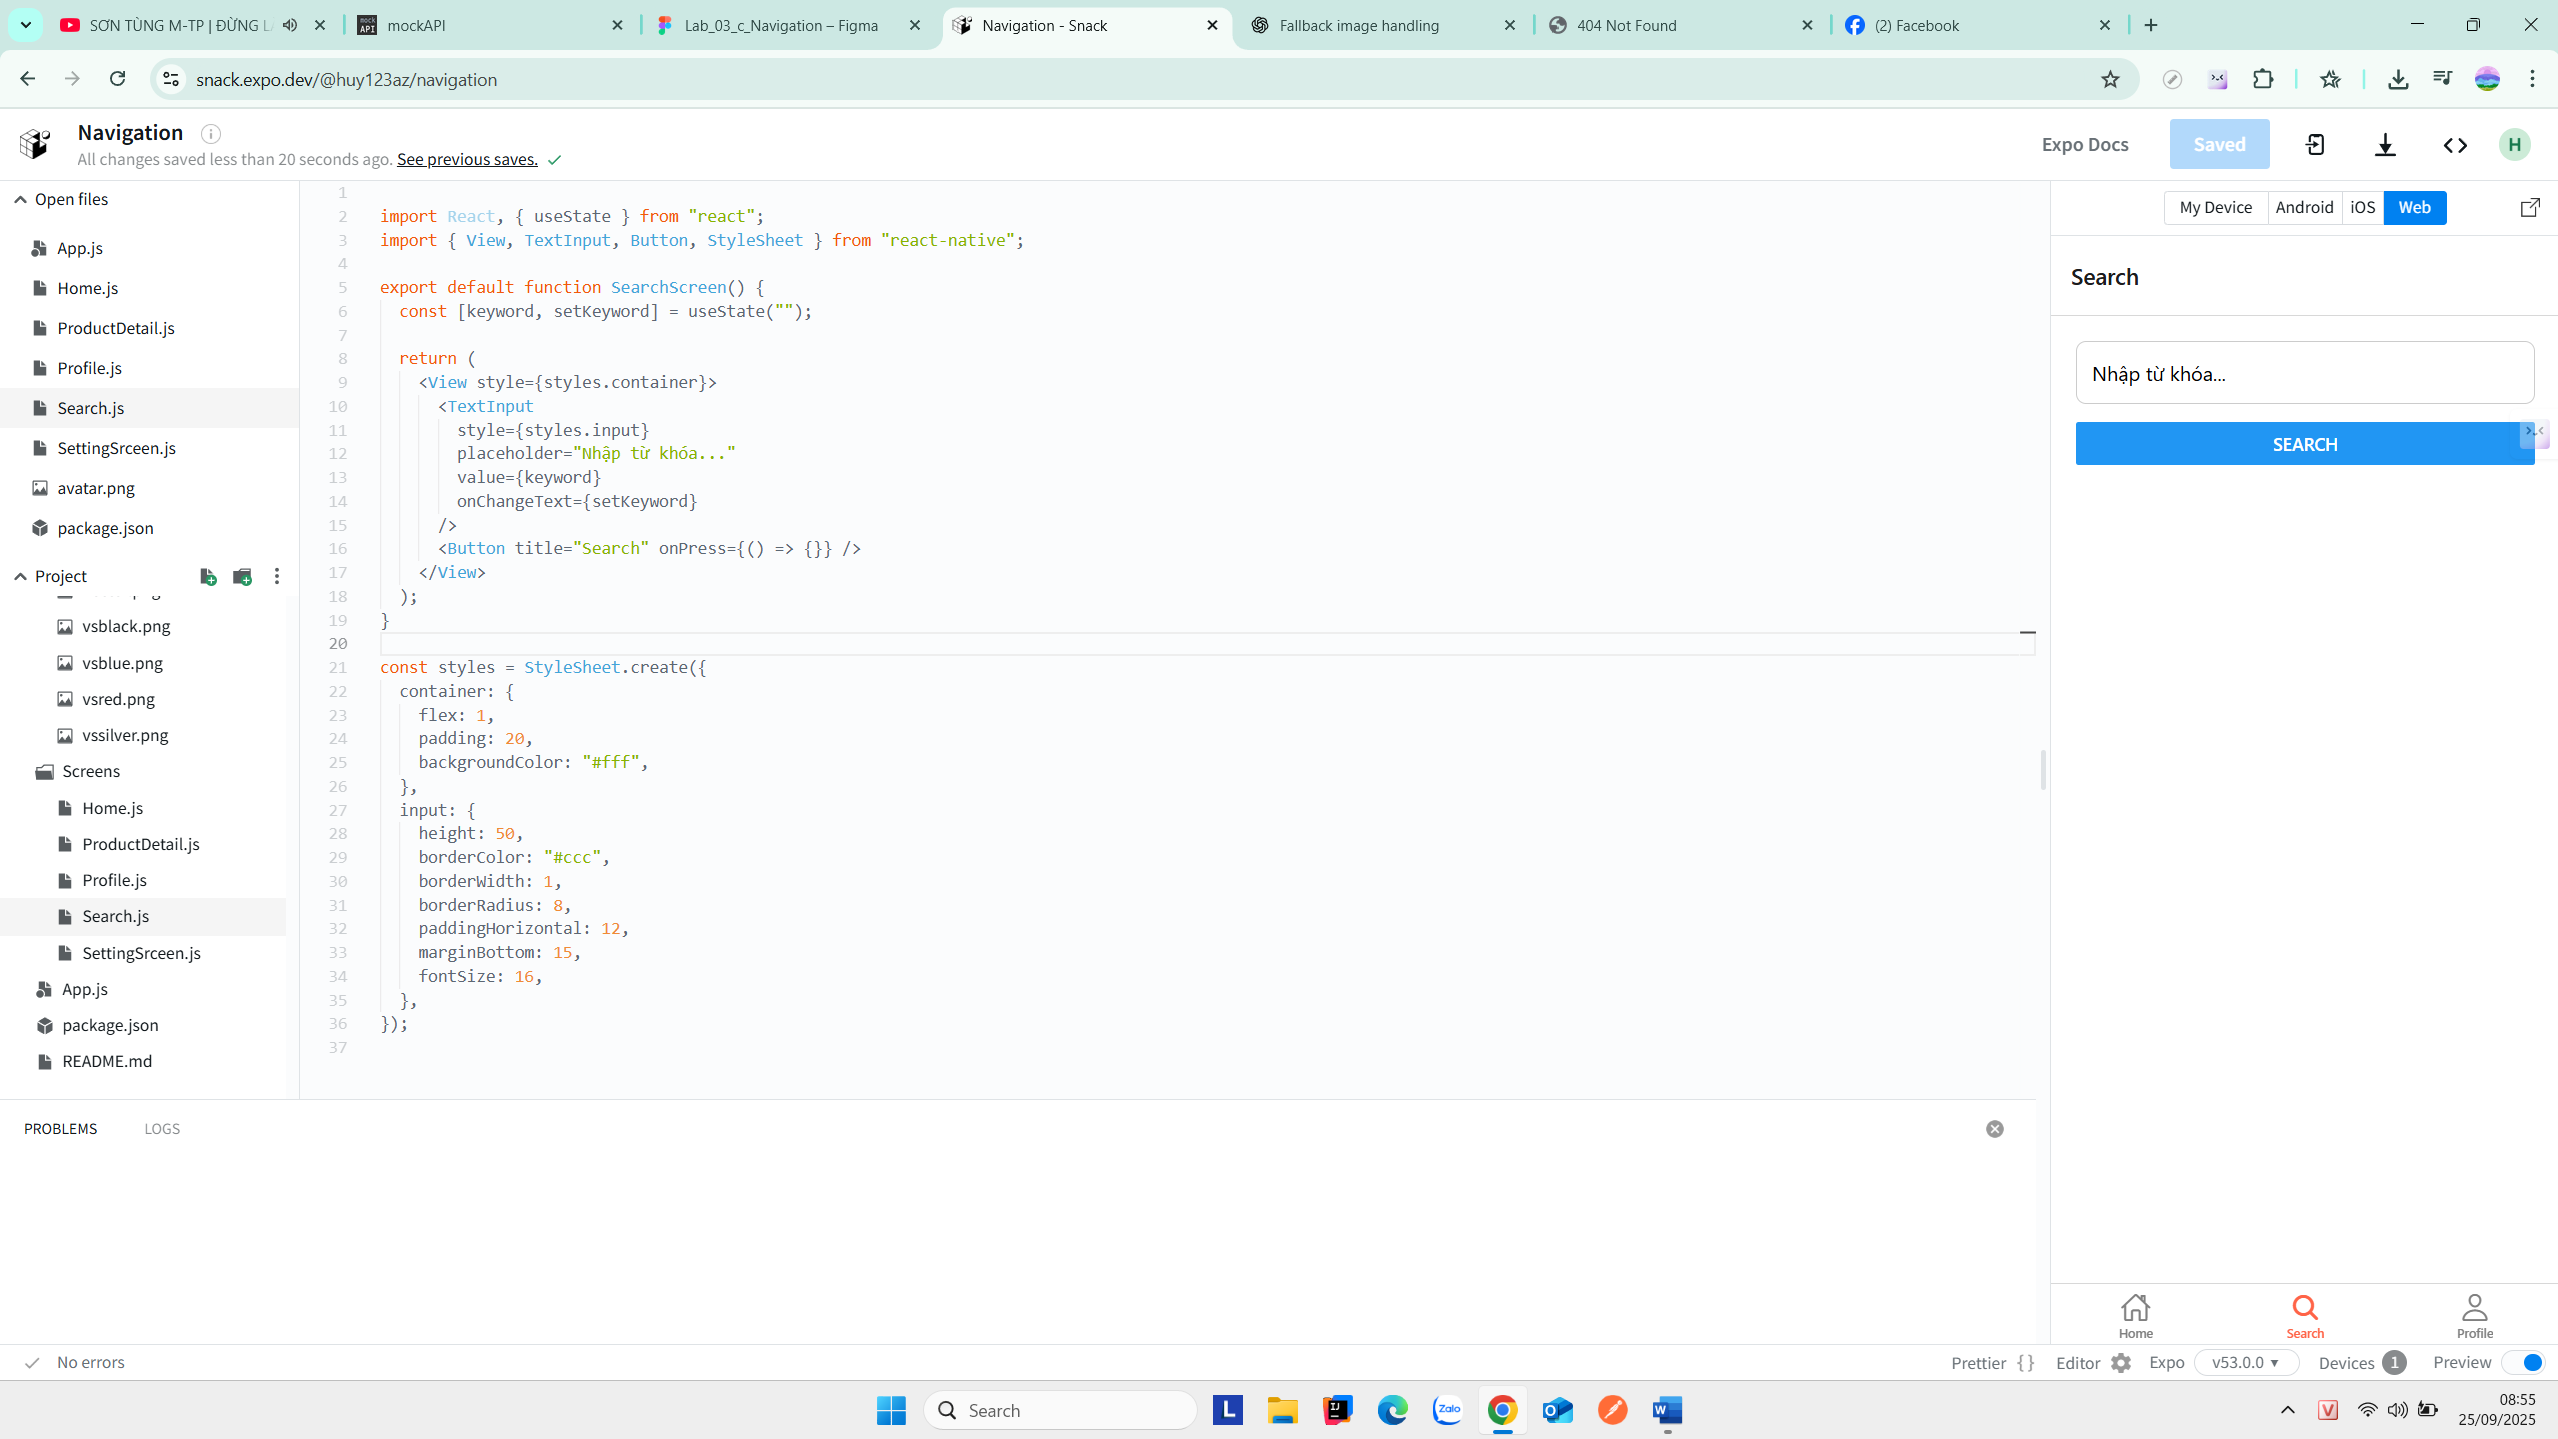 SƠN TÙNG M-TP | ĐỪNG LÀ
mockAPI
Lab_03_c_Navigation – Figma
Navigation - Snack
Fallback image handling
404 Not Found
(2) Facebook
snack.expo.dev/@huy123az/navigation
Navigation
All changes saved less than 20 seconds ago. See previous saves.
Expo Docs
Saved
H
Open files
App.js
Home.js
ProductDetail.js
Profile.js
Search.js
SettingSrceen.js
avatar.png
package.json
Project
vsblack.png
vsblue.png
vsred.png
vssilver.png
Screens
Home.js
ProductDetail.js
Profile.js
Search.js
SettingSrceen.js
App.js
package.json
README.md
1
2 import React, { useState } from "react";
3 import { View, TextInput, Button, StyleSheet } from "react-native";
4
5 export default function SearchScreen() {
6 const [keyword, setKeyword] = useState("");
7
8 return (
9 <View style={styles.container}>
10 <TextInput
11 style={styles.input}
12 placeholder="Nhập từ khóa..."
13 value={keyword}
14 onChangeText={setKeyword}
15 />
16 <Button title="Search" onPress={() => {}} />
17 </View>
18 );
19 }
20
21 const styles = StyleSheet.create({
22 container: {
23 flex: 1,
24 padding: 20,
25 backgroundColor: "#fff",
26 },
27 input: {
28 height: 50,
29 borderColor: "#ccc",
30 borderWidth: 1,
31 borderRadius: 8,
32 paddingHorizontal: 12,
33 marginBottom: 15,
34 fontSize: 16,
35 },
36 });
37
My Device
Android
iOS
Web
Search
Nhập từ khóa...
SEARCH
Home
Search
Profile
PROBLEMS
LOGS
No errors
Prettier {}
Editor
Expo
v53.0.0
Devices 1
Preview
Search
08:55
25/09/2025